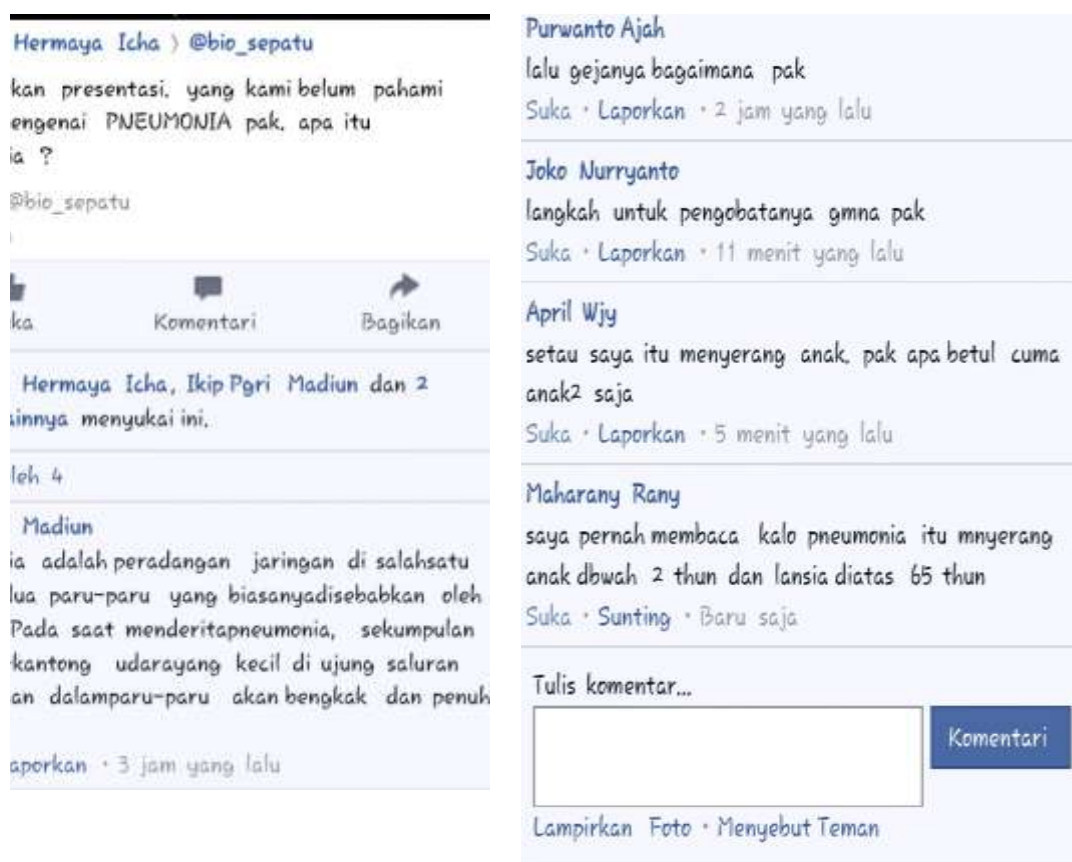 Hermaya Icha › @bio_sepatu
kan presentasi. yang kami belum pahami
engenai PNEUMONIA pak. apa itu
ia ?
@bio_sepatu
ka Komentari Bagikan
Hermaya Icha, Ikip Pgri Madiun dan 2
ainnya menyukai ini.
leh 4
Madiun
ia adalah peradangan jaringan di salahsatu
lua paru-paru yang biasanyadisebabkan oleh
Pada saat menderitapneumonia, sekumpulan
kantong udarayang kecil di ujung saluran
an dalamparu-paru akan bengkak dan penuh
aporkan · 3 jam yang lalu
Purwanto Ajah
lalu gejanya bagaimana pak
Suka · Laporkan · 2 jam yang lalu
Joko Nurryanto
langkah untuk pengobatanya gmna pak
Suka · Laporkan · 11 menit yang lalu
April Wjy
setau saya itu menyerang anak. pak apa betul cuma
anak2 saja
Suka · Laporkan · 5 menit yang lalu
Maharany Rany
saya pernah membaca kalo pneumonia itu mnyerang
anak dbwah 2 thun dan lansia diatas 65 thun
Suka · Sunting · Baru saja
Tulis komentar...
Komentari
Lampirkan Foto · Menyebut Teman